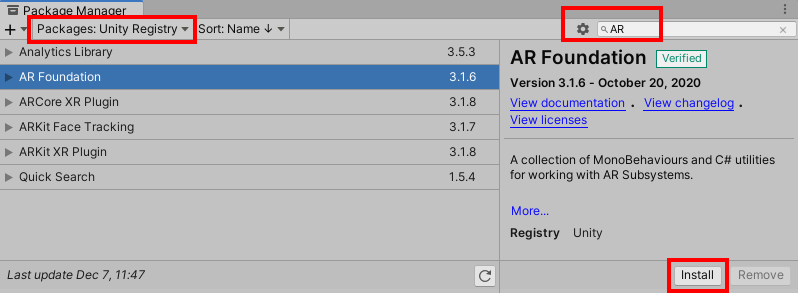 Package Manager
+ Packages: Unity Registry Sort: Name ↓ AR ×
Analytics Library 3.5.3
AR Foundation 3.1.6
ARCore XR Plugin 3.1.8
ARKit Face Tracking 3.1.7
ARKit XR Plugin 3.1.8
Quick Search 1.5.4
Last update Dec 7, 11:47
AR Foundation Verified
Version 3.1.6 - October 20, 2020
View documentation • View changelog •
View licenses
A collection of MonoBehaviours and C# utilities
for working with AR Subsystems.
More...
Registry Unity
Install Remove